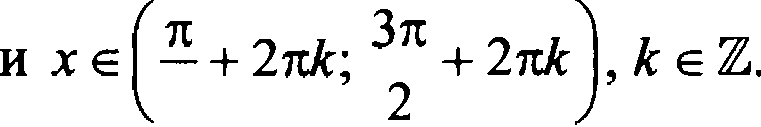 и x ∈ ( π/ + 2πk; 3π/2 + 2πk ), k ∈ ℤ.